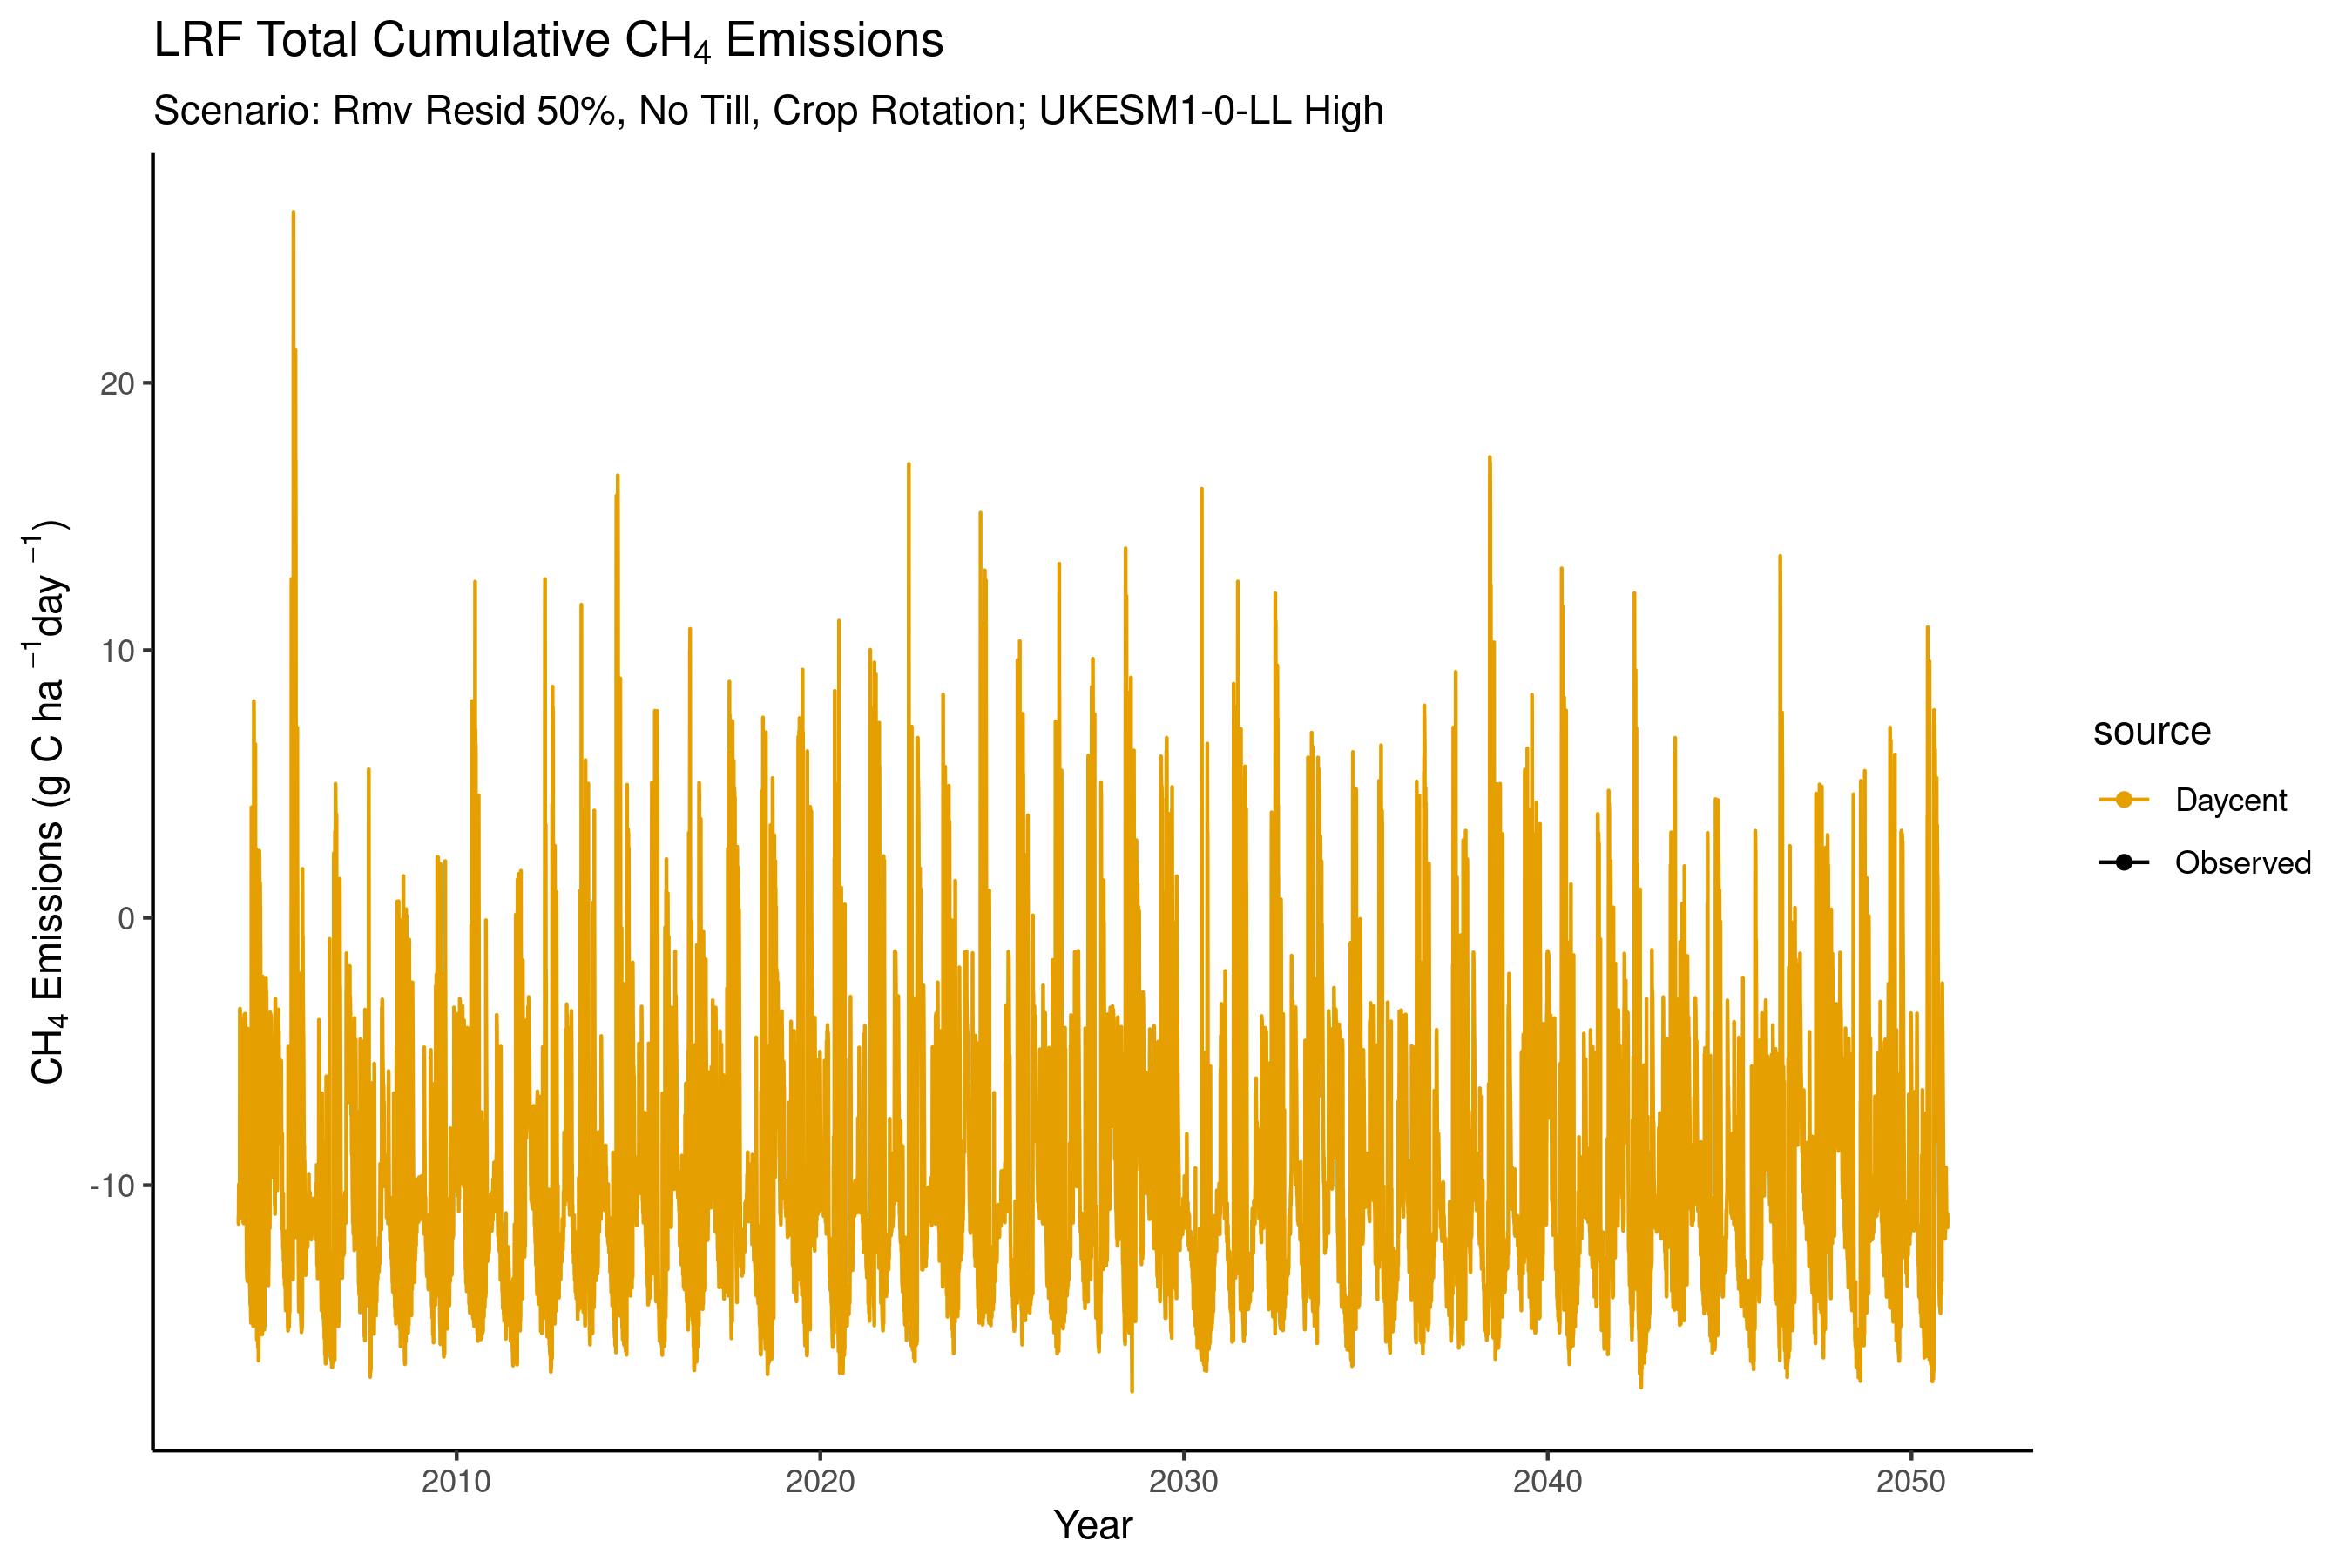 LRF Total Cumulative CH₄ Emissions
Scenario: Rmv Resid 50%, No Till, Crop Rotation; UKESM1-0-LL High
CH₄ Emissions (g C ha ⁻¹day ⁻¹)
20
10
0
-10
2010 2020 2030 2040 2050
Year
source
Daycent
Observed